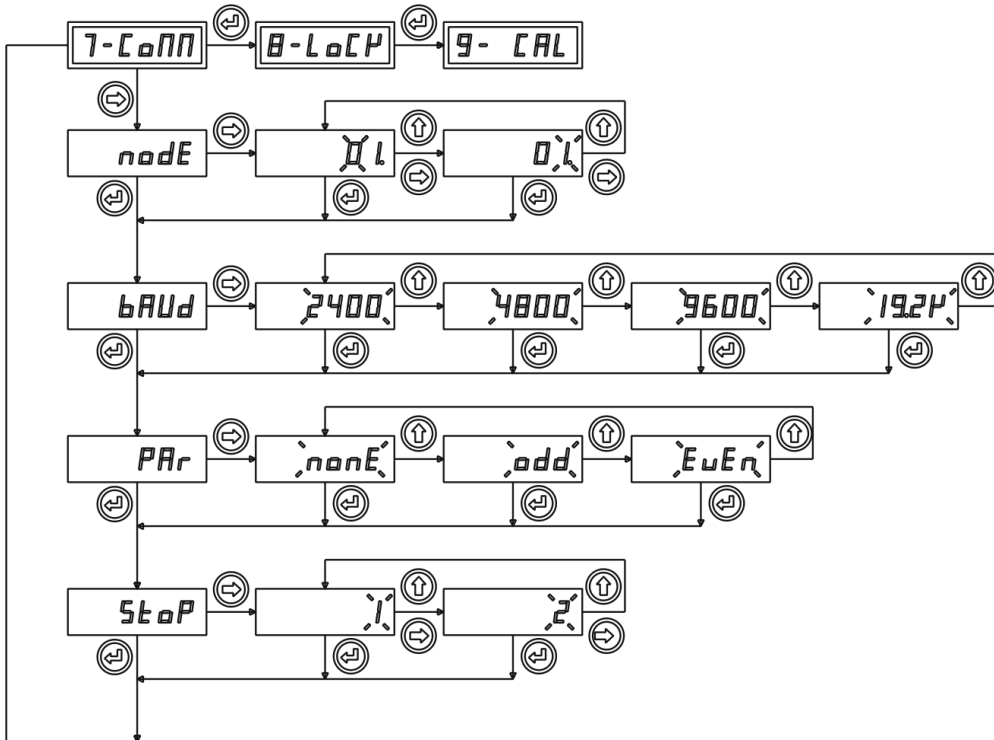 7-CoMM 8-LoCK 9- CAL
nodE 01. 01.
bAUd 2400 4800 9600 19.2K
PAr nonE odd EvEn
StoP 1 2